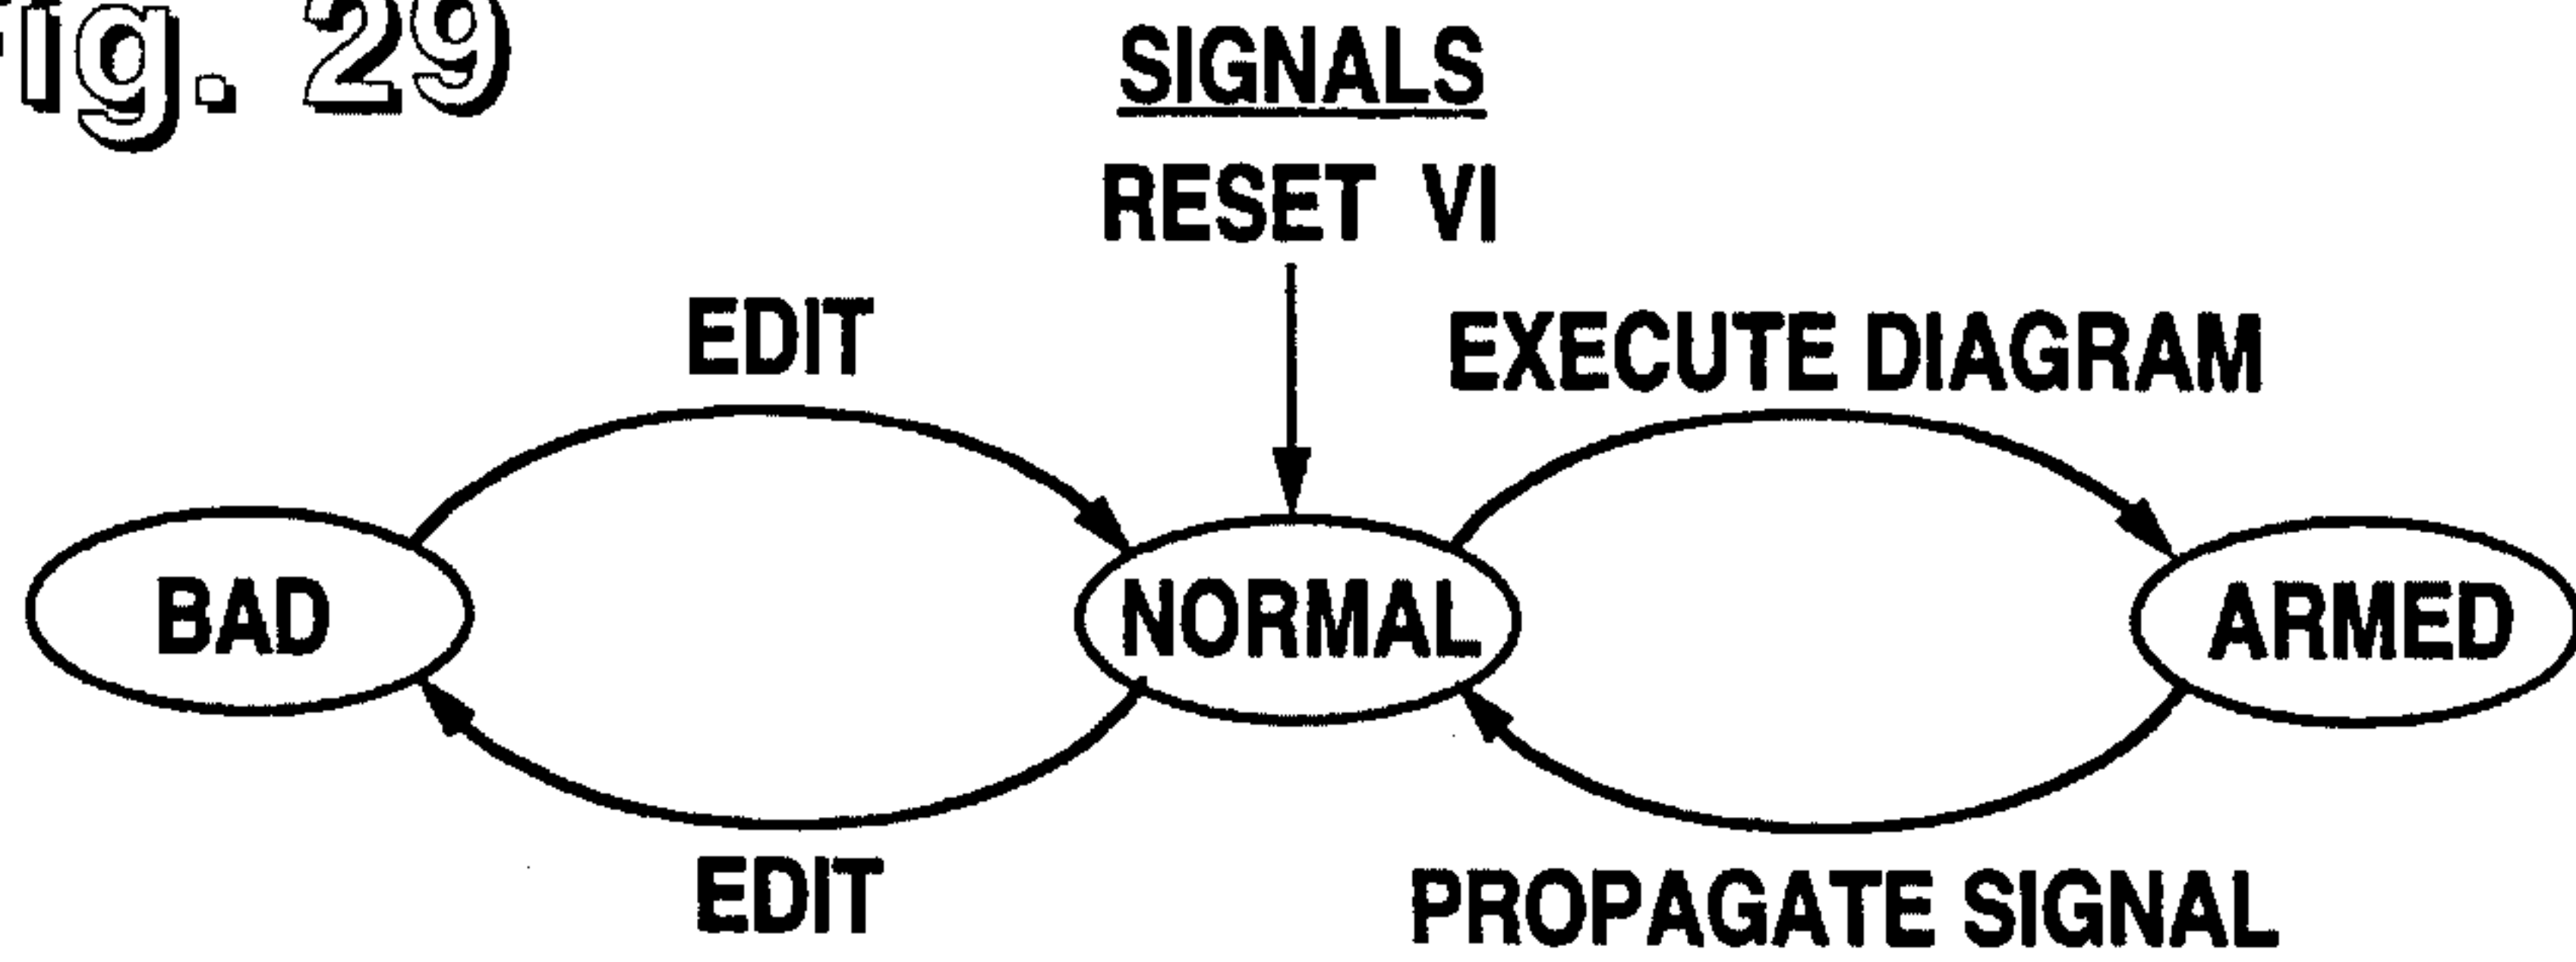 Fig. 29
SIGNALS
RESET VI
EDIT
EXECUTE DIAGRAM
BAD
NORMAL
ARMED
EDIT
PROPAGATE SIGNAL